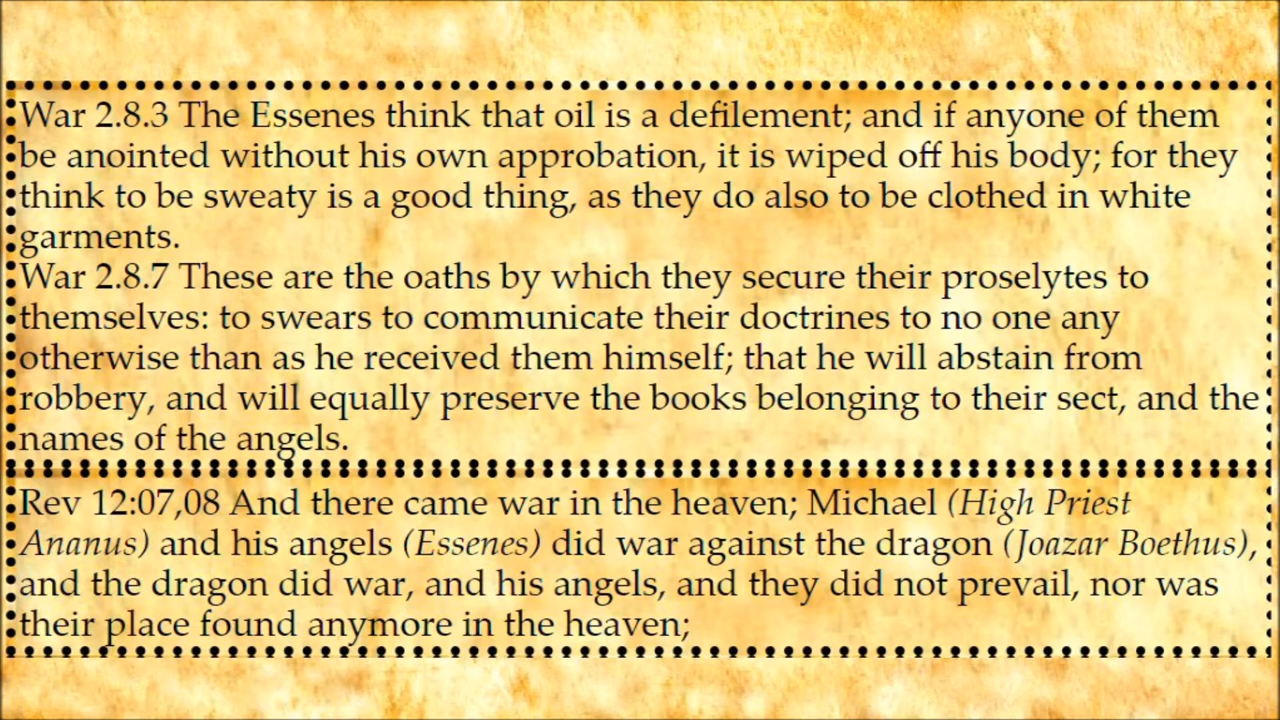 War 2.8.3 The Essenes think that oil is a defilement; and if anyone of them
be anointed without his own approbation, it is wiped off his body; for they
think to be sweaty is a good thing, as they do also to be clothed in white
garments.
War 2.8.7 These are the oaths by which they secure their proselytes to
themselves: to swears to communicate their doctrines to no one any
otherwise than as he received them himself; that he will abstain from
robbery, and will equally preserve the books belonging to their sect, and the
names of the angels.
Rev 12:07,08 And there came war in the heaven; Michael (High Priest
Ananus) and his angels (Essenes) did war against the dragon (Joazar Boethus),
and the dragon did war, and his angels, and they did not prevail, nor was
their place found anymore in the heaven;